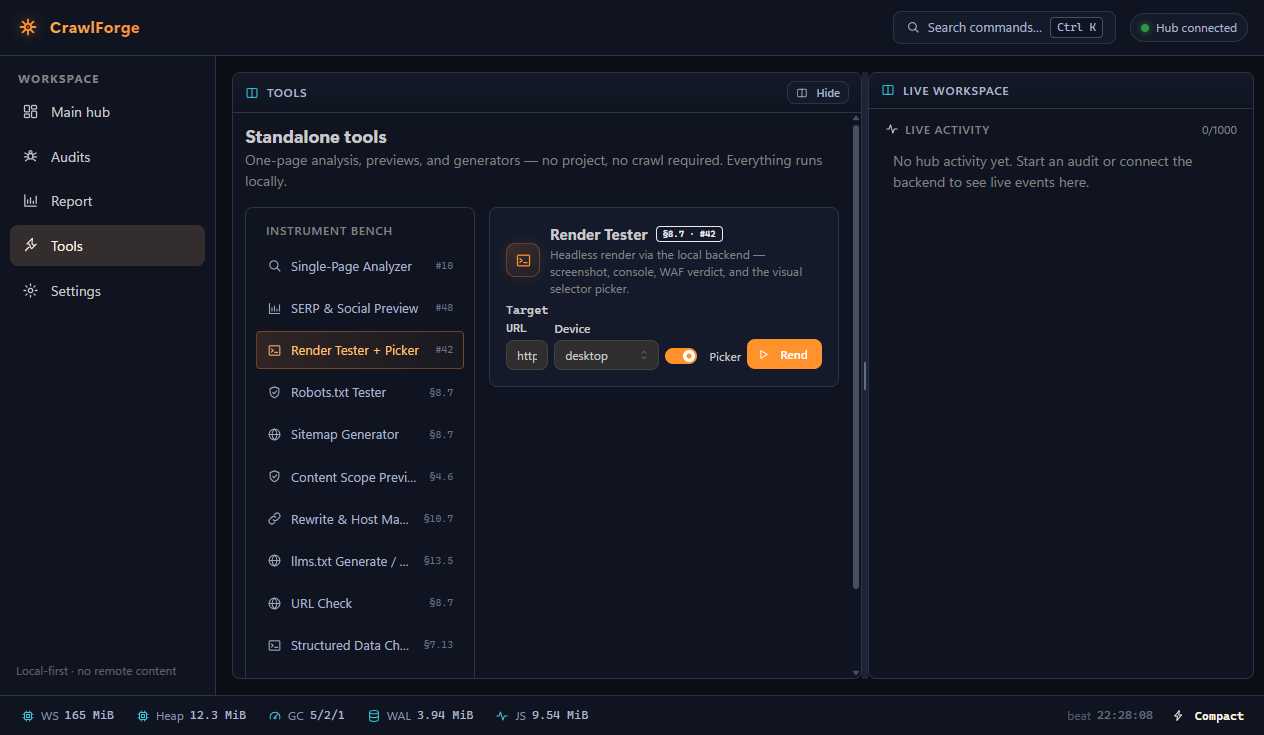 CrawlForge
Search commands... Ctrl K
Hub connected
WORKSPACE
Main hub
Audits
Report
Tools
Settings
Local-first · no remote content
TOOLS
Hide
Standalone tools
One-page analysis, previews, and generators — no project, no crawl required. Everything runs
locally.
INSTRUMENT BENCH
Single-Page Analyzer #10
SERP & Social Preview #48
Render Tester + Picker #42
Robots.txt Tester §8.7
Sitemap Generator §8.7
Content Scope Previ... §4.6
Rewrite & Host Ma... §10.7
llms.txt Generate / ... §13.5
URL Check §8.7
Structured Data Ch... §7.13
Render Tester §8.7 · #42
Headless render via the local backend —
screenshot, console, WAF verdict, and the visual
selector picker.
Target
URL Device
http desktop Picker Rend
LIVE WORKSPACE
LIVE ACTIVITY 0/1000
No hub activity yet. Start an audit or connect the
backend to see live events here.
WS 165 MiB Heap 12.3 MiB GC 5/2/1 WAL 3.94 MiB JS 9.54 MiB beat 22:28:08 Compact